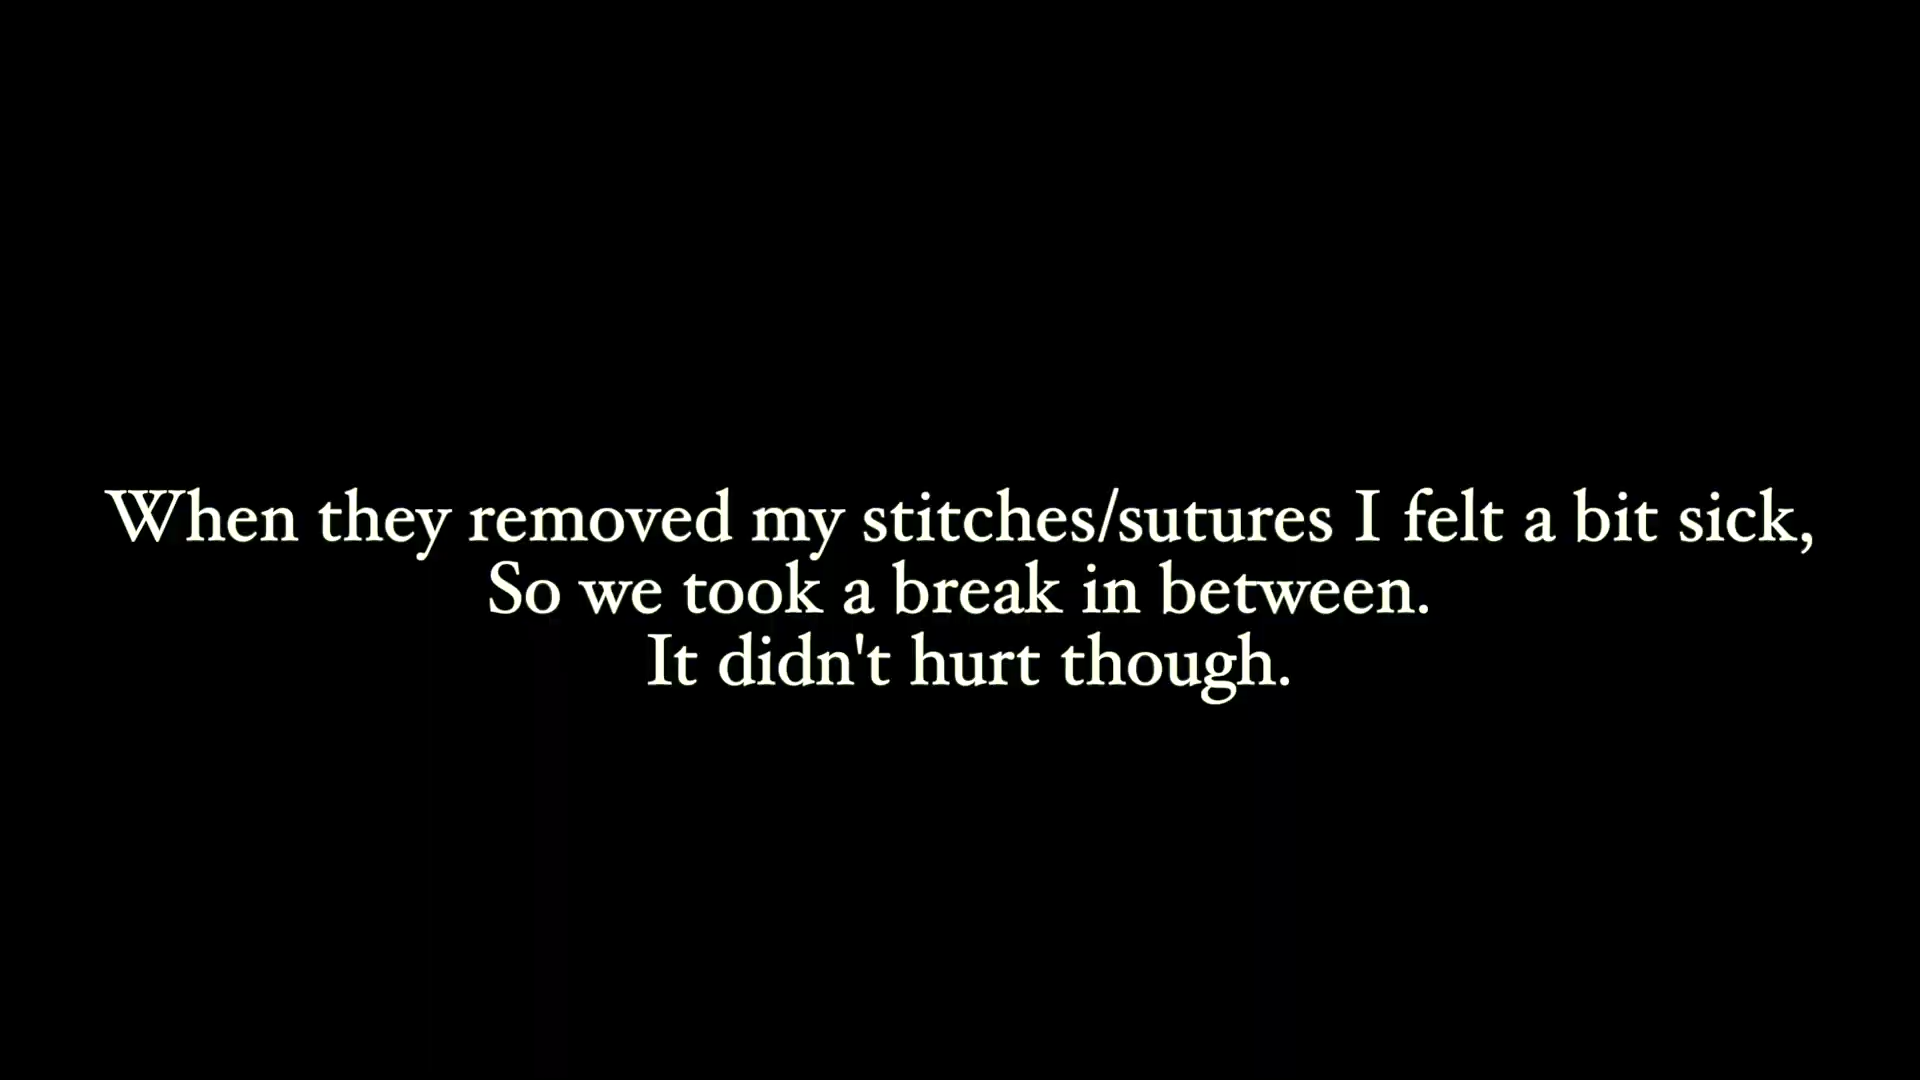 When they removed my stitches/sutures I felt a bit sick,
So we took a break in between.
It didn't hurt though.